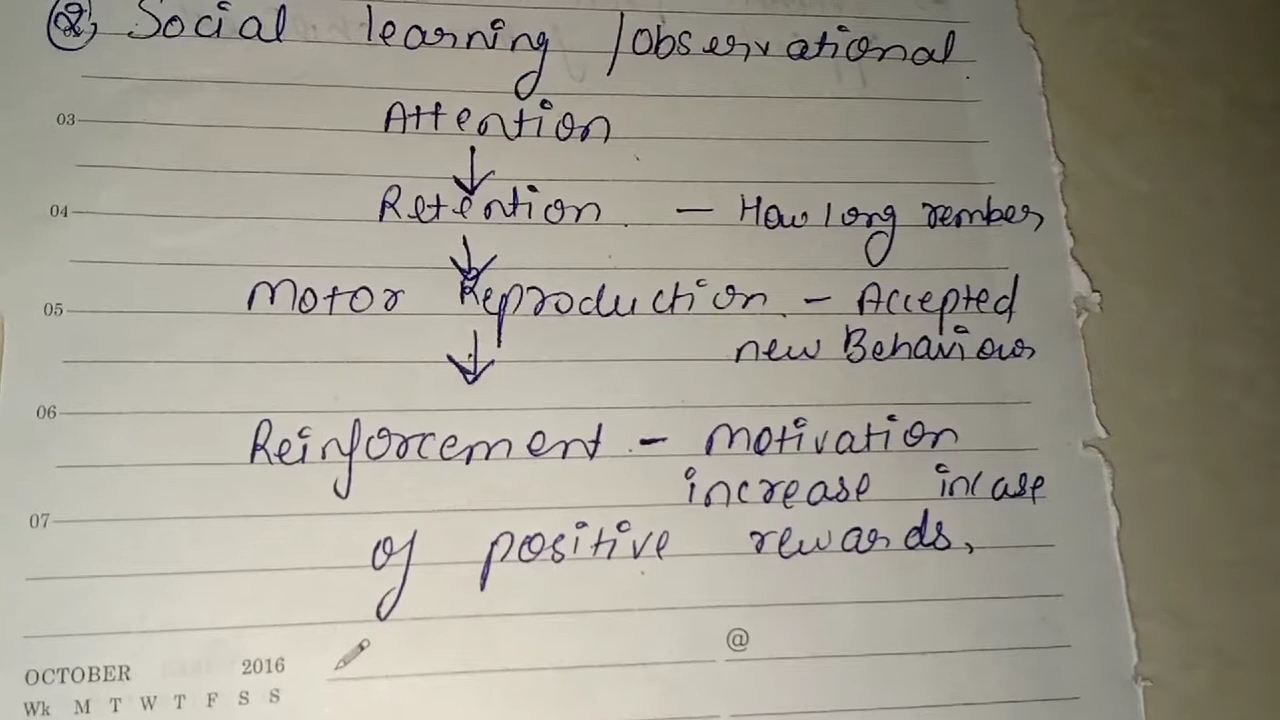 2, Social learning / observational.
03
Attention
↓
04
Retention - How long rember
↓
05
Motor Reproduction - Accepted
new Behaviour
↓
06
Reinforcement - motivation
increase incase
07
of positive rewards,
@
OCTOBER 2016
Wk M T W T F S S